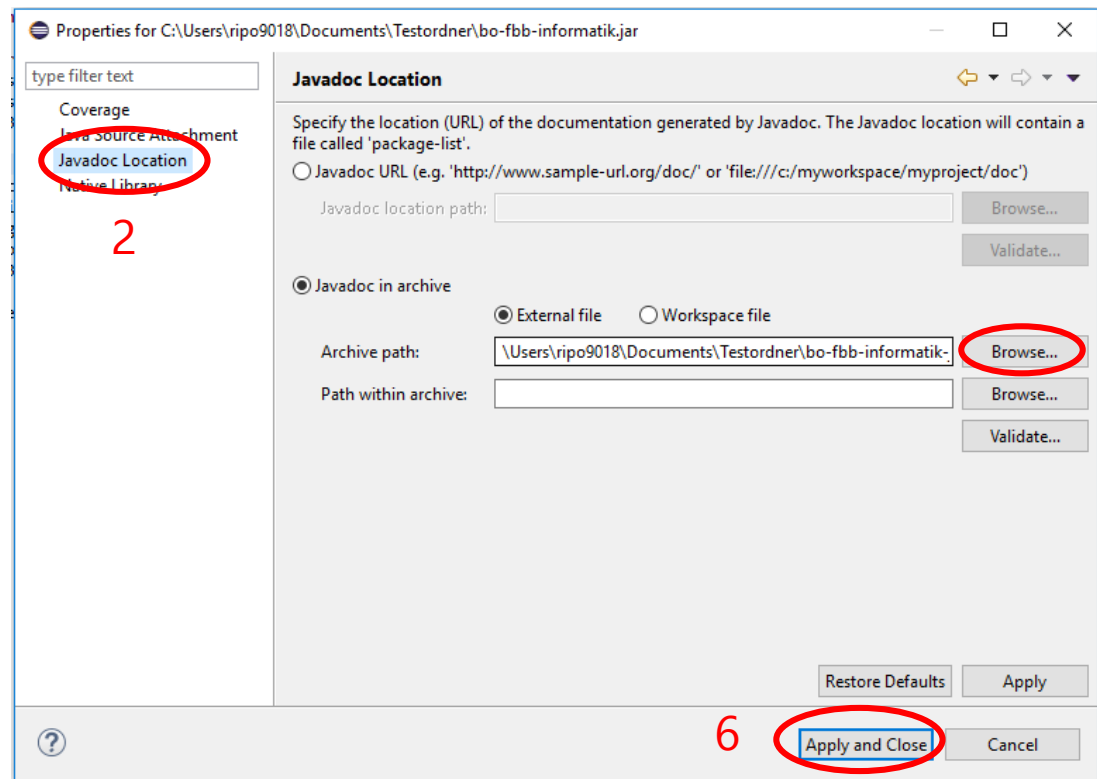 Properties for C:\Users\ripo9018\Documents\Testordner\bo-fbb-informatik.jar
type filter text
Coverage
Java Source Attachment
Javadoc Location
Native Library
2
Javadoc Location
Specify the location (URL) of the documentation generated by Javadoc. The Javadoc location will contain a
file called 'package-list'.
Javadoc URL (e.g. 'http://www.sample-url.org/doc/' or 'file:///c:/myworkspace/myproject/doc')
Javadoc location path:
Browse...
Validate...
Javadoc in archive
External file Workspace file
Archive path: \Users\ripo9018\Documents\Testordner\bo-fbb-informatik- Browse...
Path within archive: Browse...
Validate...
Restore Defaults Apply
6 Apply and Close Cancel